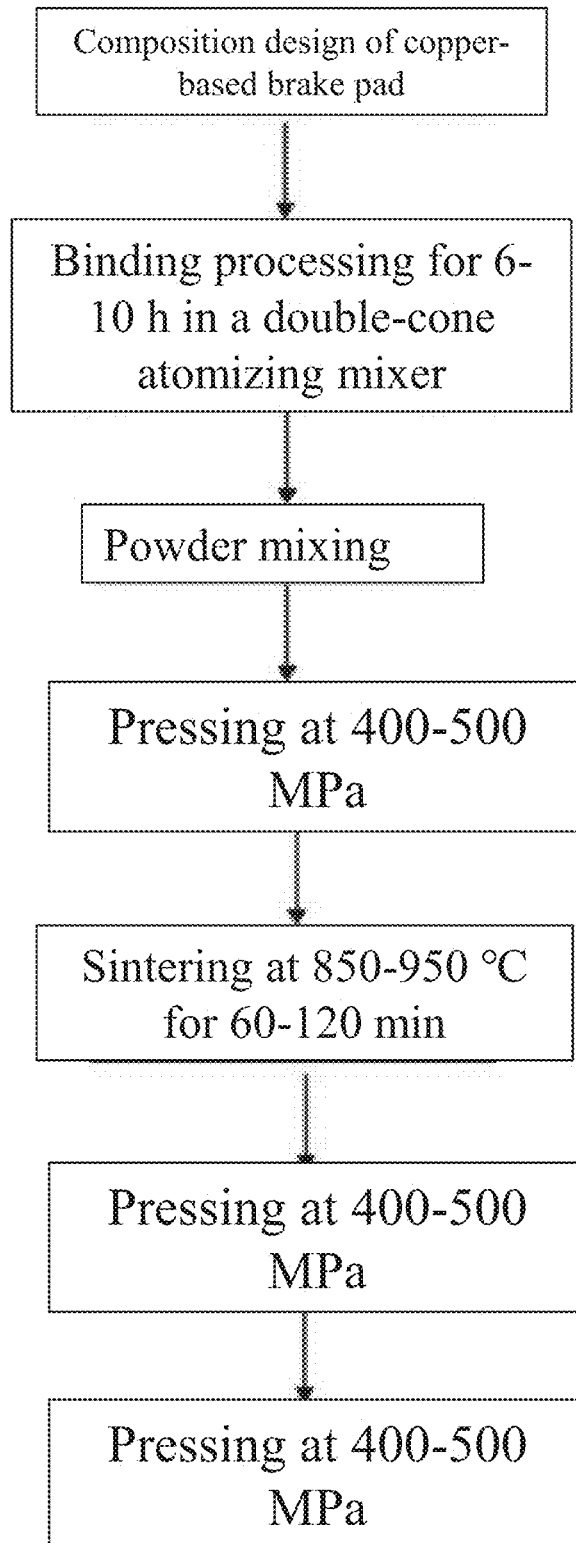 Composition design of copper-
based brake pad
Binding processing for 6-
10 h in a double-cone
atomizing mixer
Powder mixing
Pressing at 400-500
MPa
Sintering at 850-950 ℃
for 60-120 min
Pressing at 400-500
MPa
Pressing at 400-500
MPa